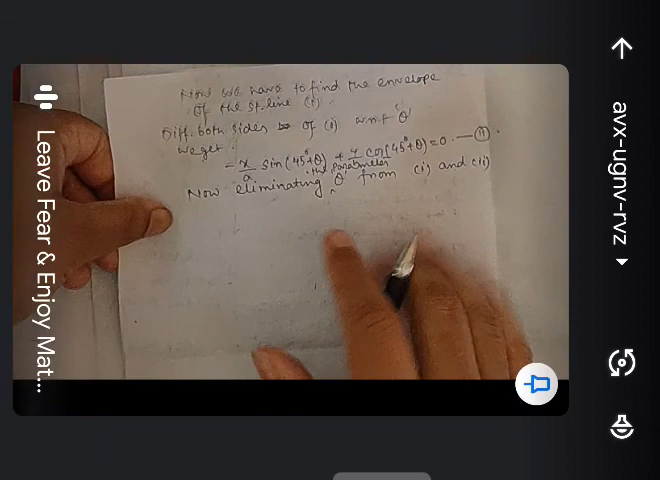 Now we have to find the envelope
of the st. line (i).
Diff. both sides of (i) w.r.t 'θ'
we get
- x/a sin(45°+θ) + y/ cos(45°+θ) = 0. —(ii).
Now eliminating the parameter 'θ' from (i) and (ii)
Leave Fear & Enjoy Mat...
avx-ugnv-rvz